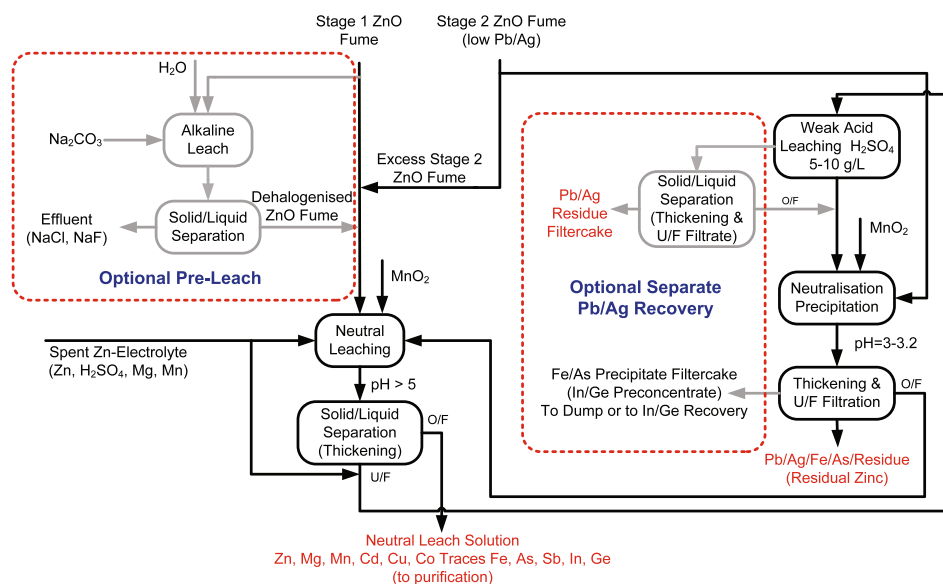 Stage 1 ZnO
Fume
Stage 2 ZnO Fume
(low Pb/Ag)
H₂O
Na₂CO₃
Alkaline
Leach
Effluent
(NaCl, NaF)
Solid/Liquid
Separation
Dehalogenised
ZnO Fume
Optional Pre-Leach
Excess Stage 2
ZnO Fume
Weak Acid
Leaching H₂SO₄
5-10 g/L
Pb/Ag
Residue
Filtercake
Solid/Liquid
Separation
(Thickening &
U/F Filtrate)
O/F
MnO₂
Optional Separate
Pb/Ag Recovery
Neutralisation
Precipitation
pH=3-3.2
MnO₂
Neutral
Leaching
Spent Zn-Electrolyte
(Zn, H₂SO₄, Mg, Mn)
pH > 5
Solid/Liquid
Separation
(Thickening)
O/F
U/F
Fe/As Precipitate Filtercake
(In/Ge Preconcentrate)
To Dump or to In/Ge Recovery
Thickening &
U/F Filtration
O/F
Pb/Ag/Fe/As/Residue
(Residual Zinc)
Neutral Leach Solution
Zn, Mg, Mn, Cd, Cu, Co Traces Fe, As, Sb, In, Ge
(to purification)